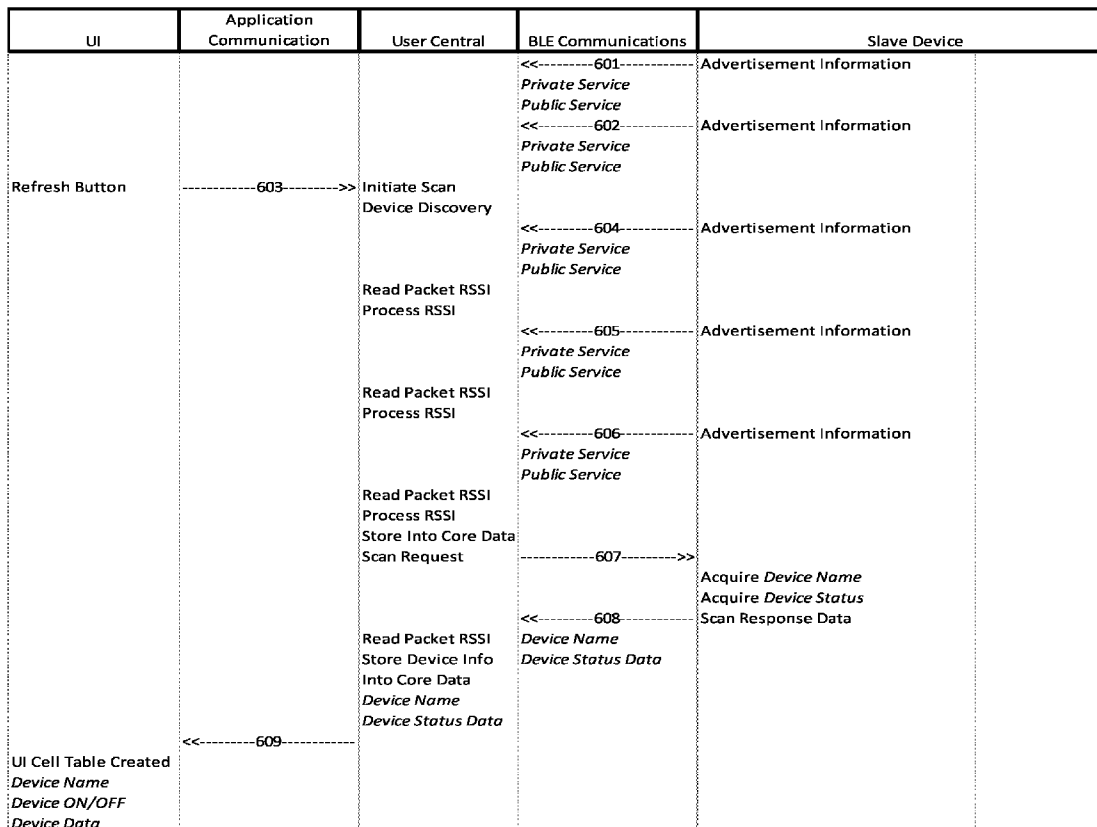 UI Application Communication User Central BLE Communications Slave Device
<<---------601------------ Advertisement Information
Private Service
Public Service
<<---------602------------ Advertisement Information
Private Service
Public Service
Refresh Button ------------603--------->> Initiate Scan
Device Discovery
<<---------604------------ Advertisement Information
Private Service
Public Service
Read Packet RSSI
Process RSSI
<<---------605------------ Advertisement Information
Private Service
Public Service
Read Packet RSSI
Process RSSI
<<---------606------------ Advertisement Information
Private Service
Public Service
Read Packet RSSI
Process RSSI
Store Into Core Data
Scan Request ------------607--------->>
Acquire Device Name
Acquire Device Status
<<---------608------------ Scan Response Data
Read Packet RSSI Device Name
Store Device Info Device Status Data
Into Core Data
Device Name
Device Status Data
<<---------609------------
UI Cell Table Created
Device Name
Device ON/OFF
Device Data